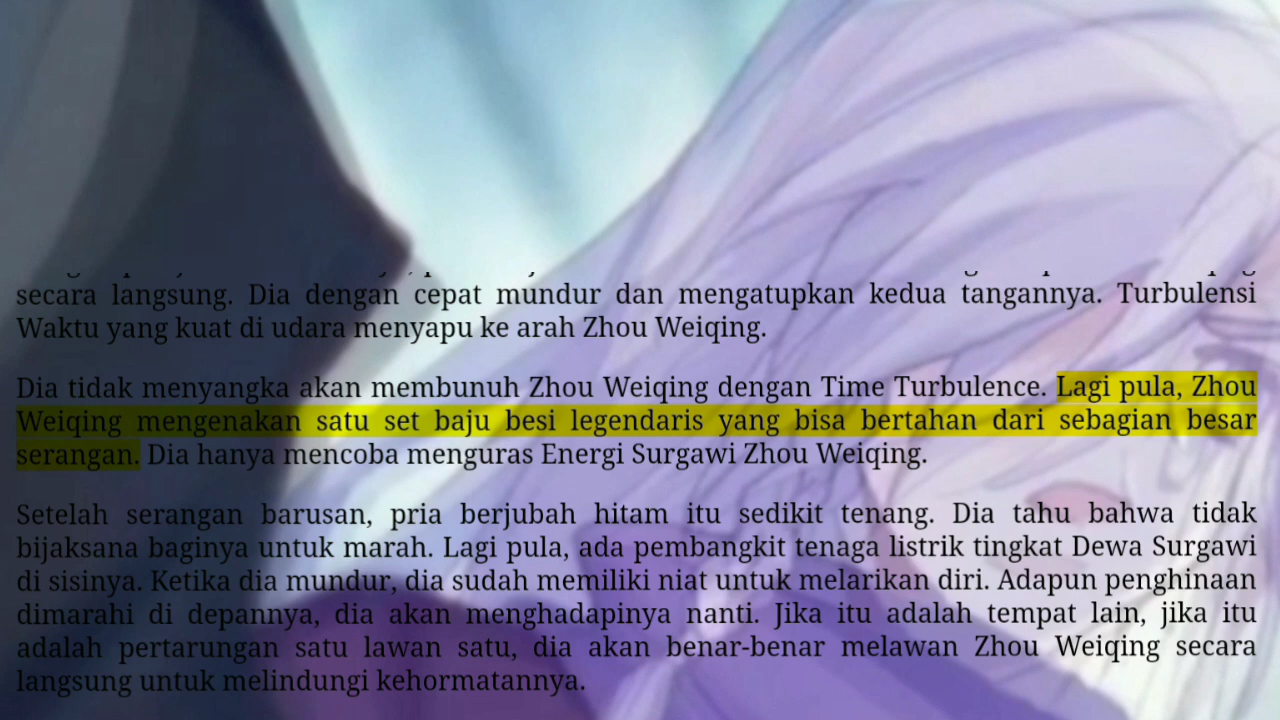 secara langsung. Dia dengan cepat mundur dan mengatupkan kedua tangannya. Turbulensi
Waktu yang kuat di udara menyapu ke arah Zhou Weiqing.
Dia tidak menyangka akan membunuh Zhou Weiqing dengan Time Turbulence. Lagi pula, Zhou
Weiqing mengenakan satu set baju besi legendaris yang bisa bertahan dari sebagian besar
serangan. Dia hanya mencoba menguras Energi Surgawi Zhou Weiqing.
Setelah serangan barusan, pria berjubah hitam itu sedikit tenang. Dia tahu bahwa tidak
bijaksana baginya untuk marah. Lagi pula, ada pembangkit tenaga listrik tingkat Dewa Surgawi
di sisinya. Ketika dia mundur, dia sudah memiliki niat untuk melarikan diri. Adapun penghinaan
dimarahi di depannya, dia akan menghadapinya nanti. Jika itu adalah tempat lain, jika itu
adalah pertarungan satu lawan satu, dia akan benar-benar melawan Zhou Weiqing secara
langsung untuk melindungi kehormatannya.